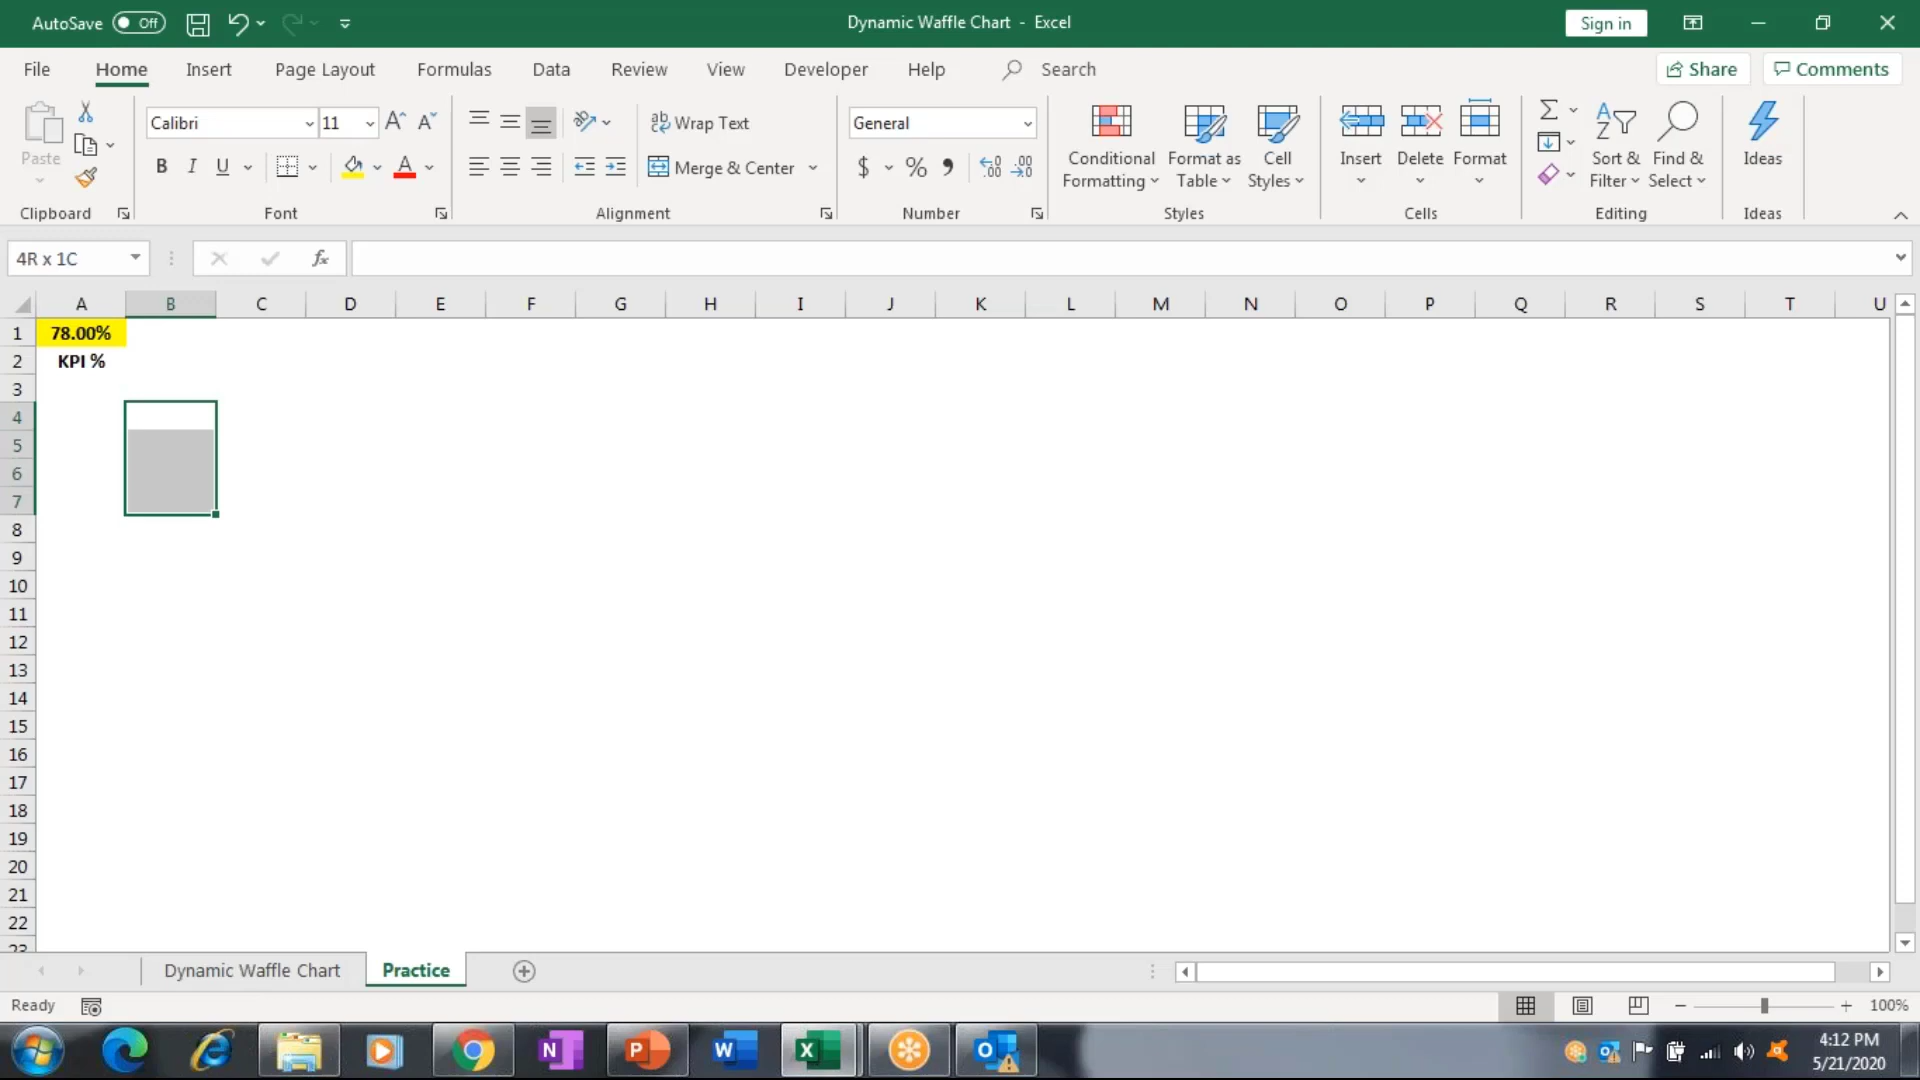 AutoSave Off
Dynamic Waffle Chart - Excel
Sign in
File Home Insert Page Layout Formulas Data Review View Developer Help Search
Share Comments
Paste
Calibri 11
B I U
ab Wrap Text
Merge & Center
General
$ % 
Conditional Formatting
Format as Table
Cell Styles
Insert Delete Format
Sort & Filter
Find & Select
Ideas
Clipboard Font Alignment Number Styles Cells Editing Ideas
4R x 1C
fx
A B C D E F G H I J K L M N O P Q R S T U
1 78.00%
2 KPI %
3
4
5
6
7
8
9
10
11
12
13
14
15
16
17
18
19
20
21
22
23
Dynamic Waffle Chart Practice
Ready
100%
4:12 PM
5/21/2020